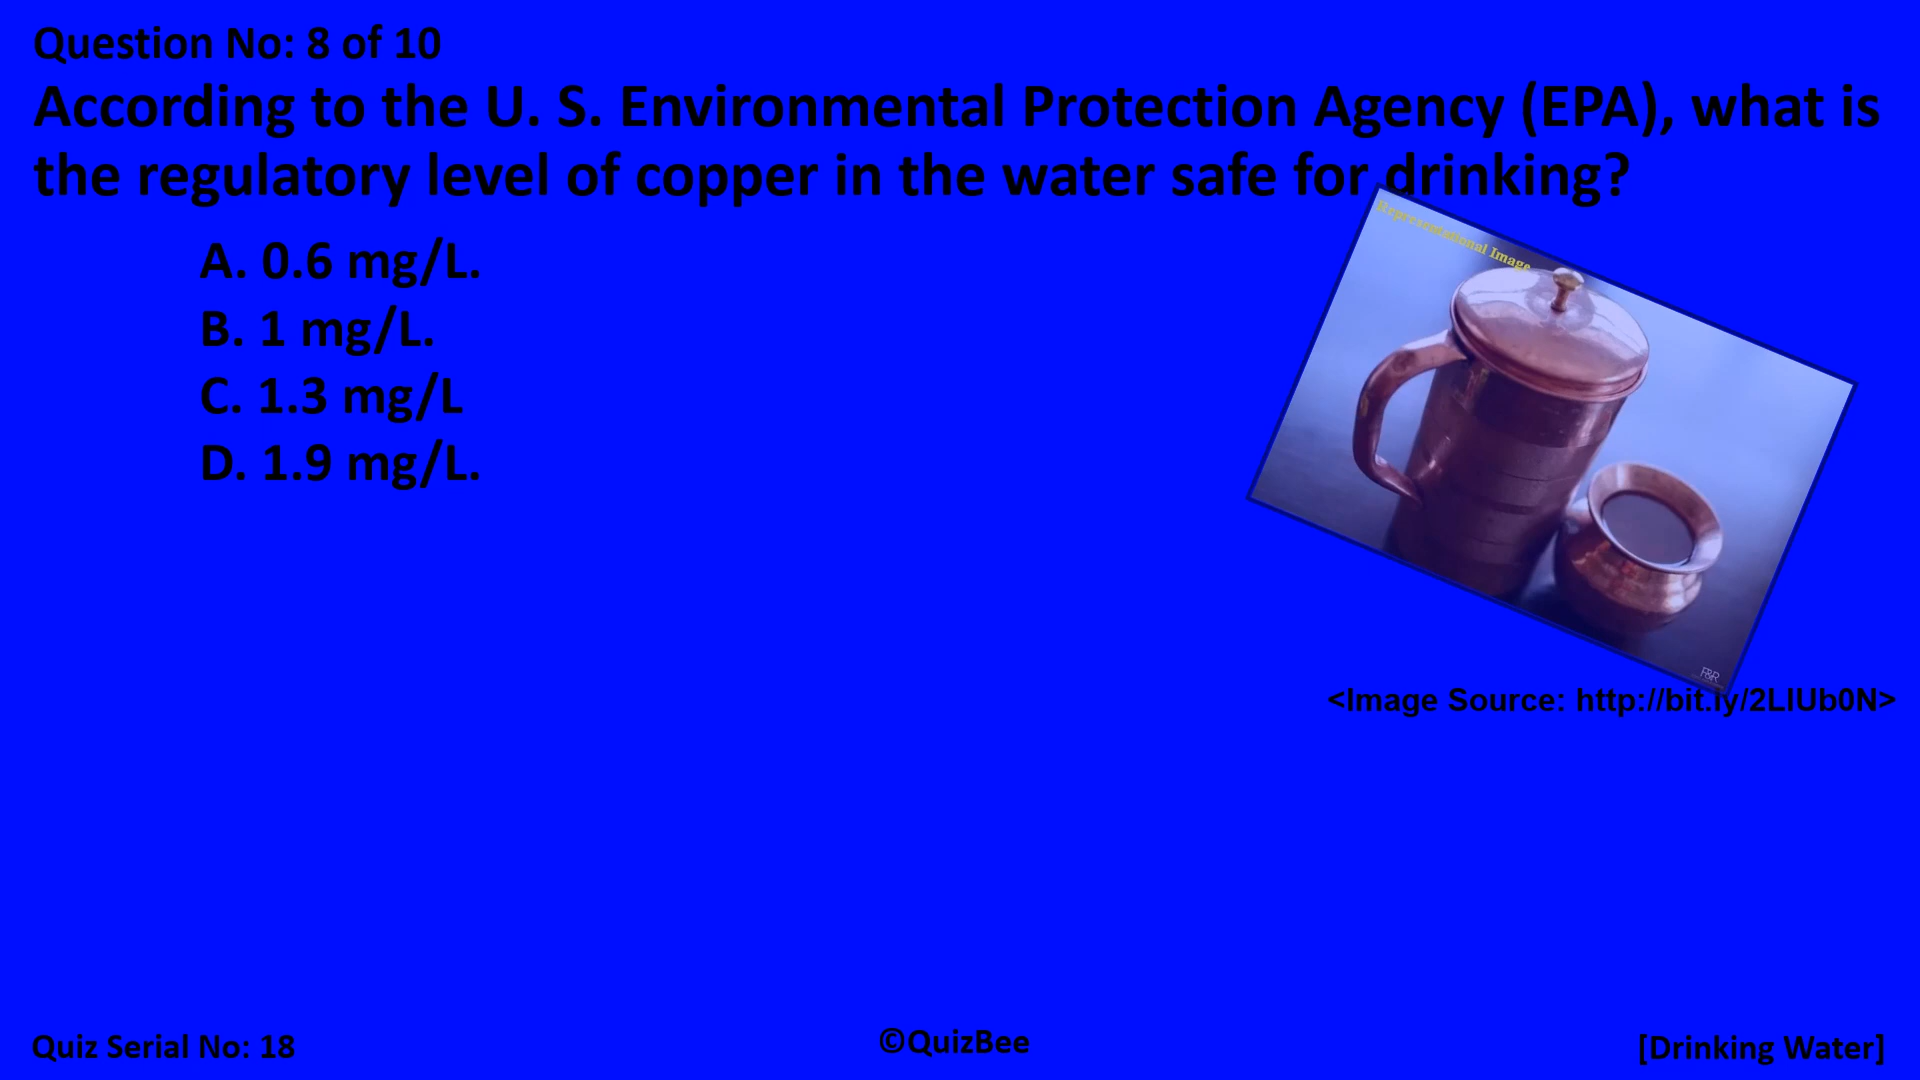 Question No: 8 of 10
According to the U. S. Environmental Protection Agency (EPA), what is
the regulatory level of copper in the water safe for drinking?
A. 0.6 mg/L.
B. 1 mg/L.
C. 1.3 mg/L
D. 1.9 mg/L.
Representational Image
P&R
<Image Source: http://bit.ly/2LlUb0N>
Quiz Serial No: 18
©QuizBee
[Drinking Water]